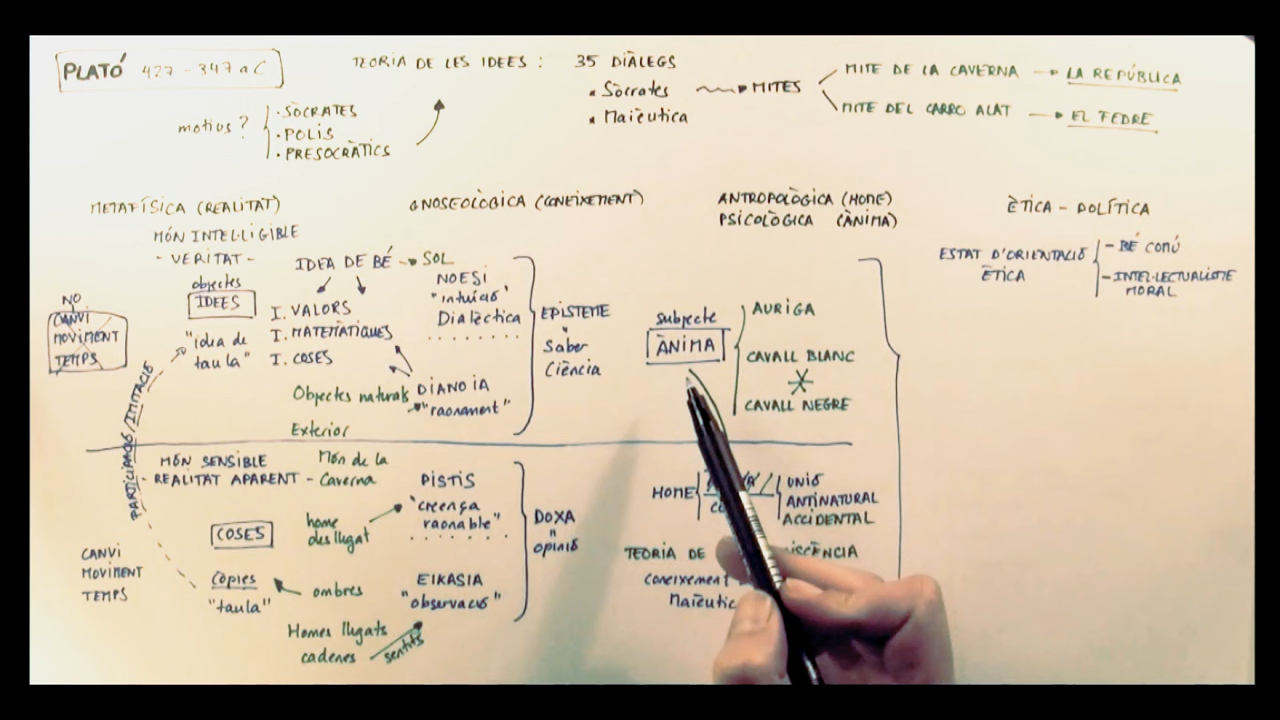 PLATÓ 427 - 347 a C
TEORIA DE LES IDEES :
35 DIÀLEGS
• Sòcrates
• Maièutica
MITES
MITE DE LA CAVERNA
LA REPÚBLICA
MITE DEL CARRO ALAT
EL FEDRE
motius?
• SÒCRATES
• POLIS
• PRESOCRÀTICS
METAFÍSICA (REALITAT)
MÓN INTEL·LIGIBLE
- VERITAT -
objectes
IDEES
"idea de
taula"
NO
CANVI
MOVIMENT
TEMPS
IDEA DE BÉ
SOL
I. VALORS
I. MATEMÀTIQUES
I. COSES
Objectes naturals
Exterior
PARTICIPACIÓ/IMITACIÓ
MÓN SENSIBLE
- REALITAT APARENT -
Món de la
Caverna
COSES
Còpies
"taula"
CANVI
MOVIMENT
TEMPS
home
deslligat
ombres
Homes lligats
cadenes
sentits
GNOSEOLÒGICA (CONEIXEMENT)
NOESI
"intuició"
Dialèctica
DIANOIA
"raonament"
EPISTEME
Saber
Ciència
PISTIS
"creença
raonable"
EIKASIA
"observació"
DOXA
"
opinió
ANTROPOLÒGICA (HOME)
PSICOLÒGICA (ÀNIMA)
subjecte
ÀNIMA
AURIGA
CAVALL BLANC
CAVALL NEGRE
HOME
UNIÓ
ANTINATURAL
ACCIDENTAL
TEORIA DE
coneixement
ÈTICA - POLÍTICA
ESTAT D'ORIENTACIÓ
ÈTICA
- BÉ COMÚ
- INTEL·LECTUALISME
MORAL